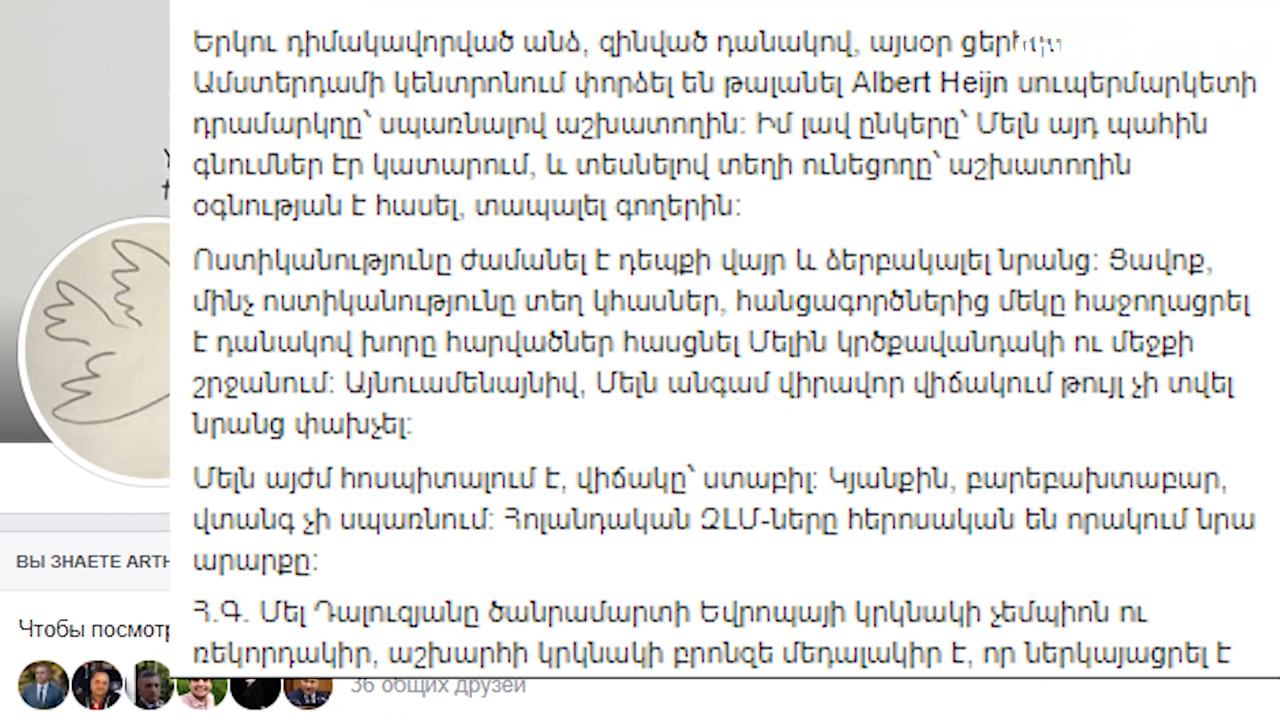 Երկու դիմակավորված անձ, զինված դանակով, այսօր
Ամստերդամի կենտրոնում փորձել են թալանել Albert Heijn սուպերմարկետի
դրամարկղը՝ սպառնալով աշխատողին: Իմ լավ ընկերը՝ Մելն այդ պահին
գնումներ էր կատարում, և տեսնելով տեղի ունեցողը՝ աշխատողին
օգնության է հասել, տապալել գողերին:
Ոստիկանությունը ժամանել է դեպքի վայր և ձերբակալել նրանց: Ցավոք,
մինչ ոստիկանությունը տեղ կհասներ, հանցագործներից մեկը հաջողացրել
է դանակով խորը հարվածներ հասցնել Մելին կրծքավանդակի ու մեջքի
շրջանում: Այնուամենայնիվ, Մելն անգամ վիրավոր վիճակում թույլ չի տվել
նրանց փախչել:
Մելն այժմ հոսպիտալում է, վիճակը՝ ստաբիլ: Կյանքին, բարեբախտաբար,
վտանգ չի սպառնում: Հոլանդական ԶԼՄ-ները հերոսական են որակում նրա
արարքը:
Հ.Գ. Մել Դալուզյանը ծանրամարտի Եվրոպայի կրկնակի չեմպիոն ու
ռեկորդակիր, աշխարհի կրկնակի բրոնզե մեդալակիր է, որ ներկայացրել է
ВЫ ЗНАЕТЕ ARTH
Чтобы посмотр
36 общих друзей